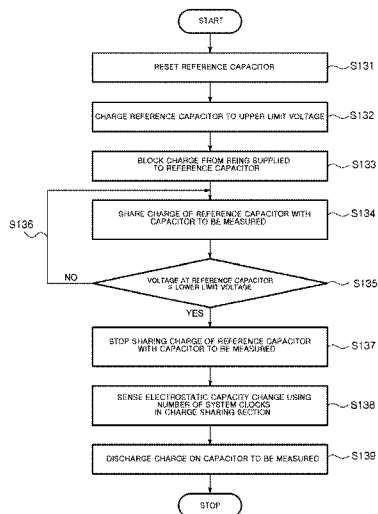 START
RESET REFERENCE CAPACITOR
S131
CHARGE REFERENCE CAPACITOR TO UPPER LIMIT VOLTAGE
S132
BLOCK CHARGE FROM BEING SUPPLIED
TO REFERENCE CAPACITOR
S133
S136
SHARE CHARGE OF REFERENCE CAPACITOR WITH
CAPACITOR TO BE MEASURED
S134
NO
VOLTAGE AT REFERENCE CAPACITOR
≤ LOWER LIMIT VOLTAGE
S135
YES
STOP SHARING CHARGE OF REFERENCE CAPACITOR
WITH CAPACITOR TO BE MEASURED
S137
SENSE ELECTROSTATIC CAPACITY CHANGE USING
NUMBER OF SYSTEM CLOCKS
IN CHARGE SHARING SECTION
S138
DISCHARGE CHARGE ON CAPACITOR TO BE MEASURED
S139
STOP